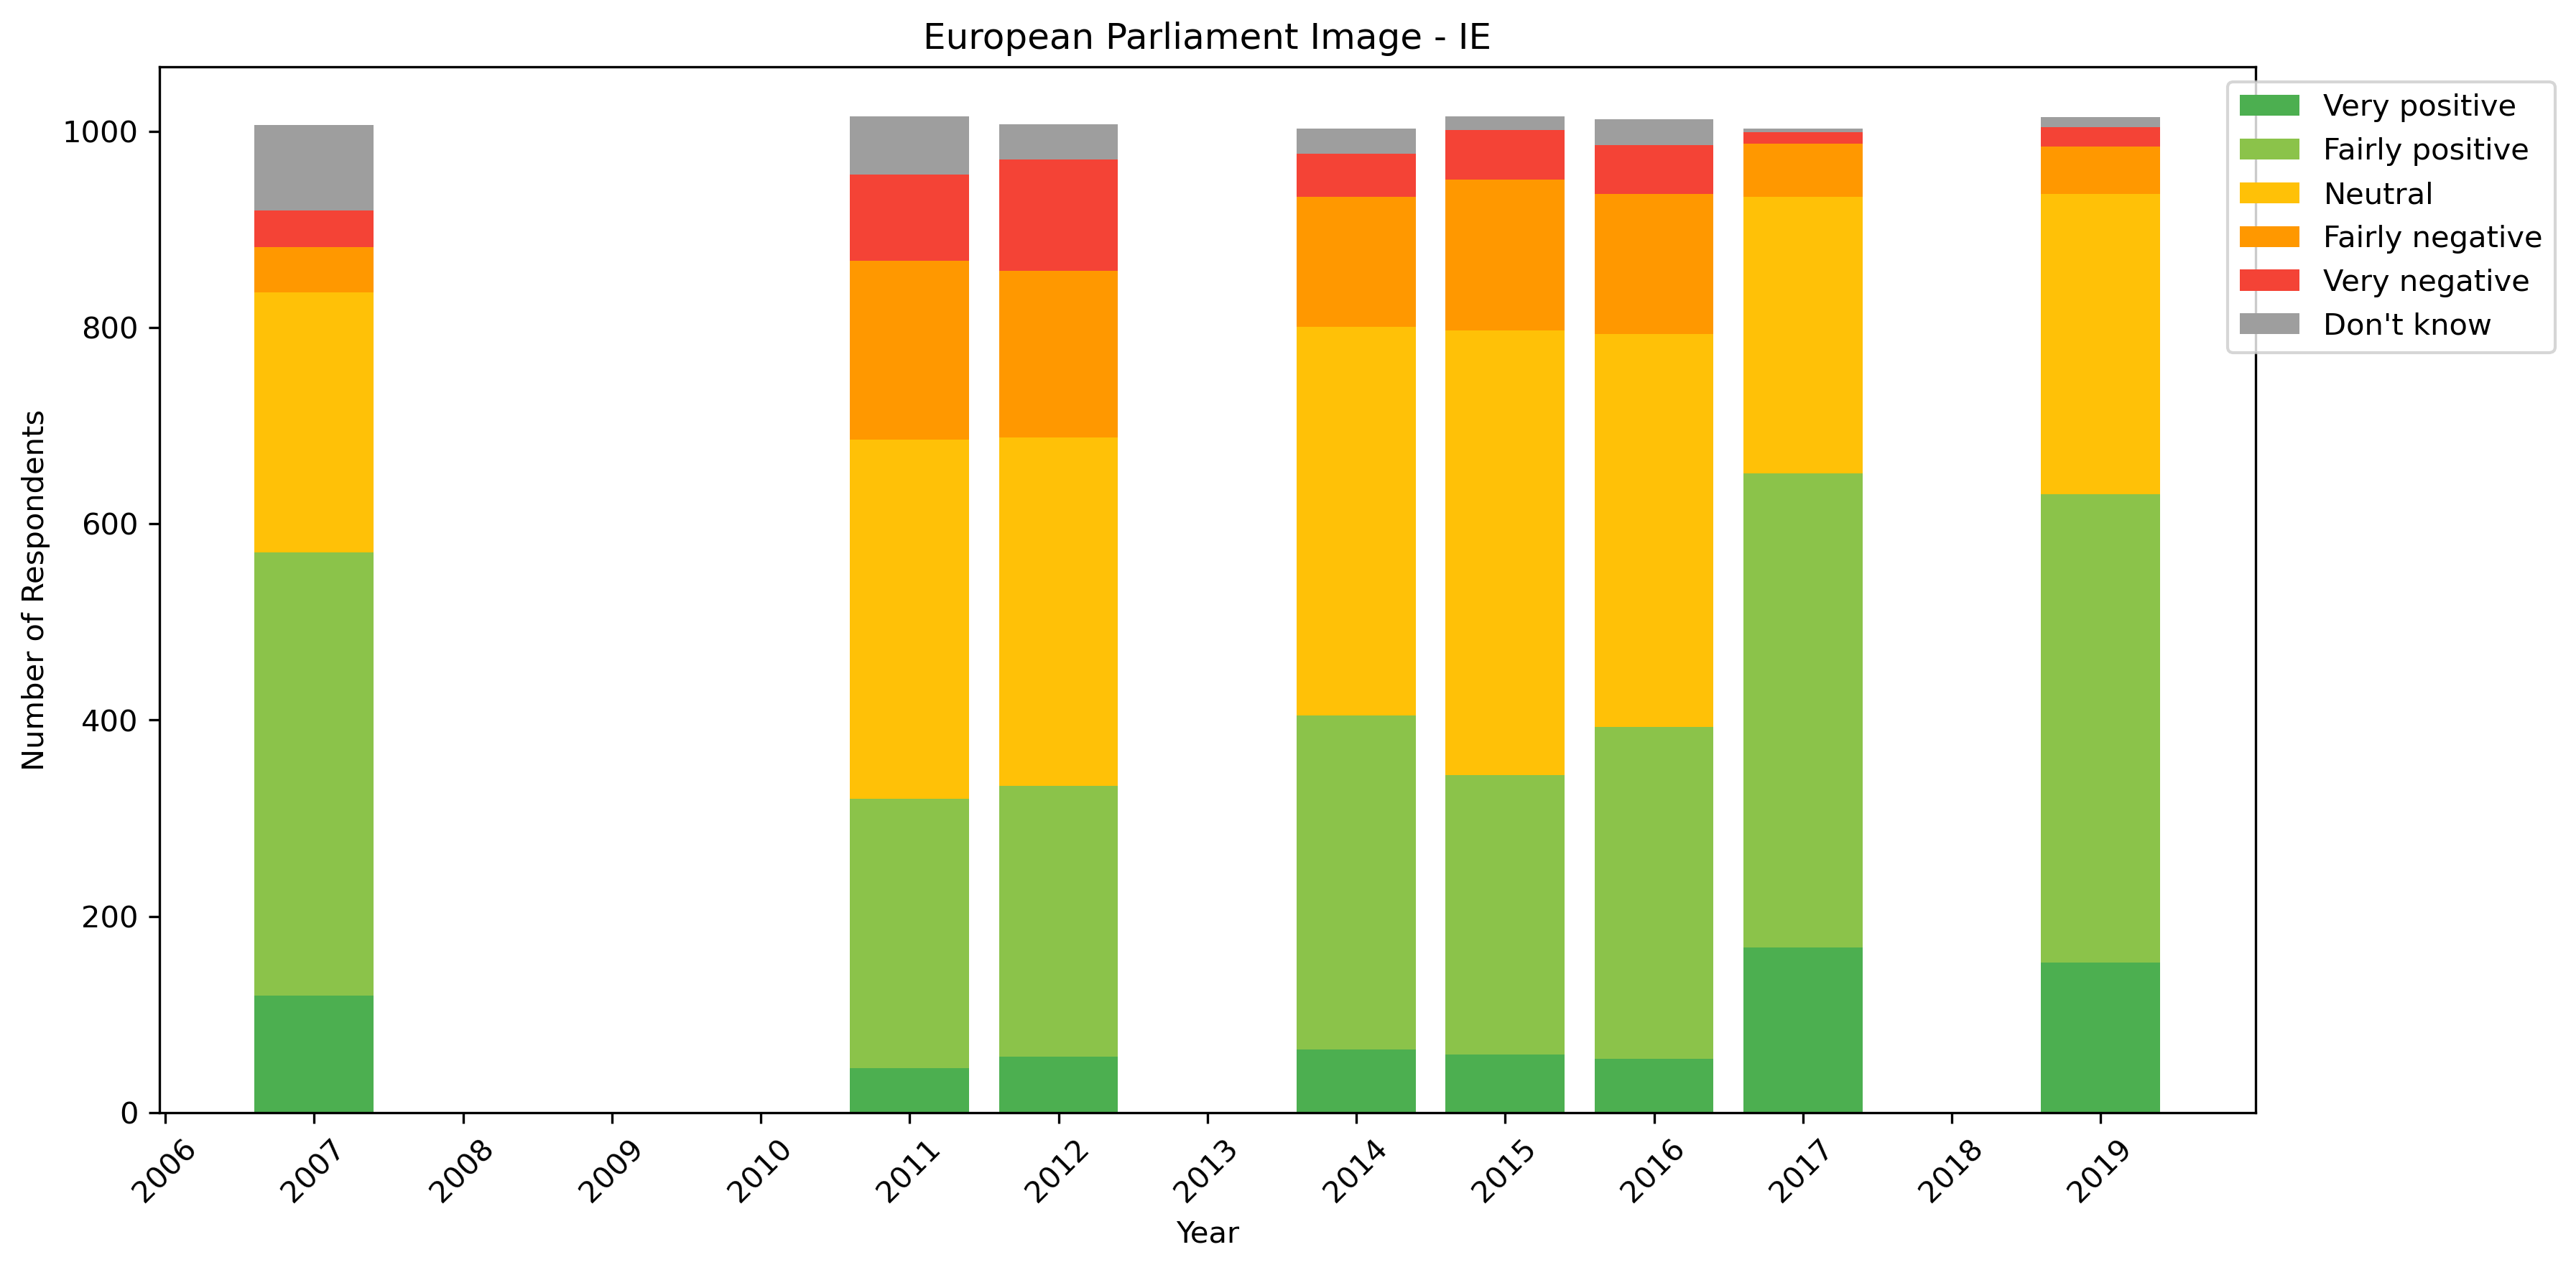 European Parliament Image - IE
Very positive
Fairly positive
Neutral
Fairly negative
Very negative
Don't know
Number of Respondents
1000
800
600
400
200
0
2006
2007
2008
2009
2010
2011
2012
2013
2014
2015
2016
2017
2018
2019
Year